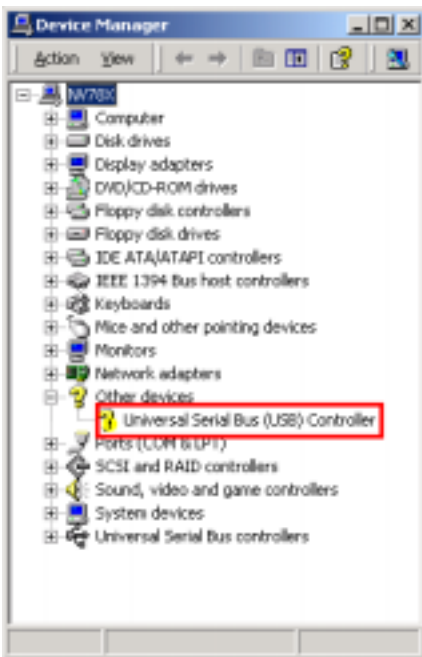 Device Manager
Action View
NV78X
Computer
Disk drives
Display adapters
DVD/CD-ROM drives
Floppy disk controllers
Floppy disk drives
IDE ATA/ATAPI controllers
IEEE 1394 Bus host controllers
Keyboards
Mice and other pointing devices
Monitors
Network adapters
Other devices
Universal Serial Bus (USB) Controller
Ports (COM & LPT)
SCSI and RAID controllers
Sound, video and game controllers
System devices
Universal Serial Bus controllers